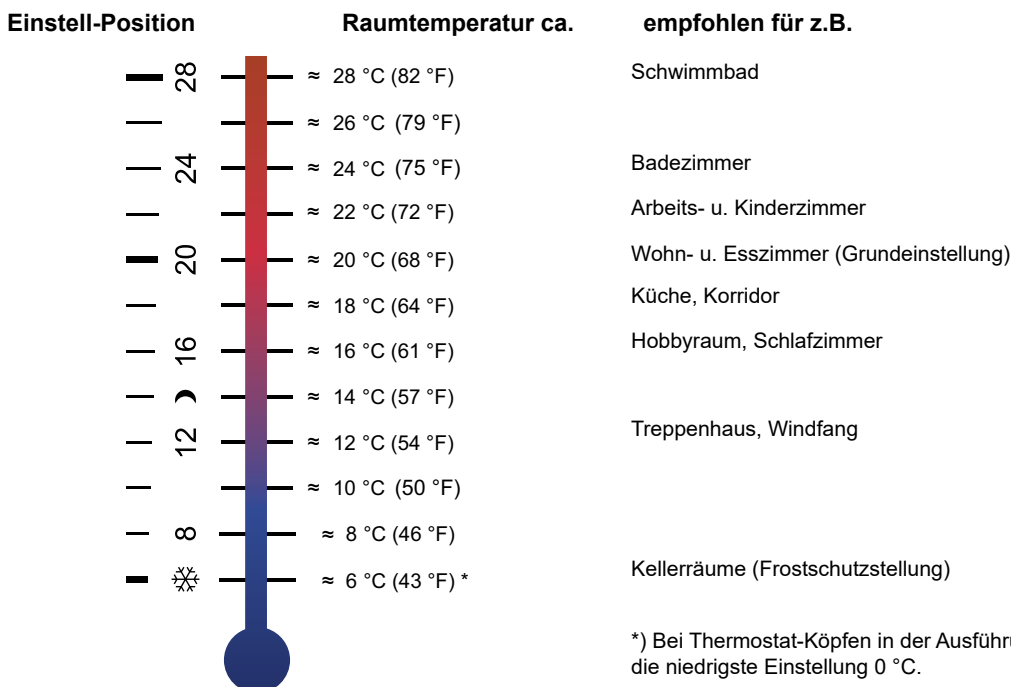 Einstell-Position Raumtemperatur ca. empfohlen für z.B.
28 ≈ 28 °C (82 °F) Schwimmbad
≈ 26 °C (79 °F)
24 ≈ 24 °C (75 °F) Badezimmer
≈ 22 °C (72 °F) Arbeits- u. Kinderzimmer
20 ≈ 20 °C (68 °F) Wohn- u. Esszimmer (Grundeinstellung)
≈ 18 °C (64 °F) Küche, Korridor
16 ≈ 16 °C (61 °F) Hobbyraum, Schlafzimmer
≈ 14 °C (57 °F)
12 ≈ 12 °C (54 °F) Treppenhaus, Windfang
≈ 10 °C (50 °F)
8 ≈ 8 °C (46 °F)
≈ 6 °C (43 °F) * Kellerräume (Frostschutzstellung)
*) Bei Thermostat-Köpfen in der
die niedrigste Einstellung 0 °C.